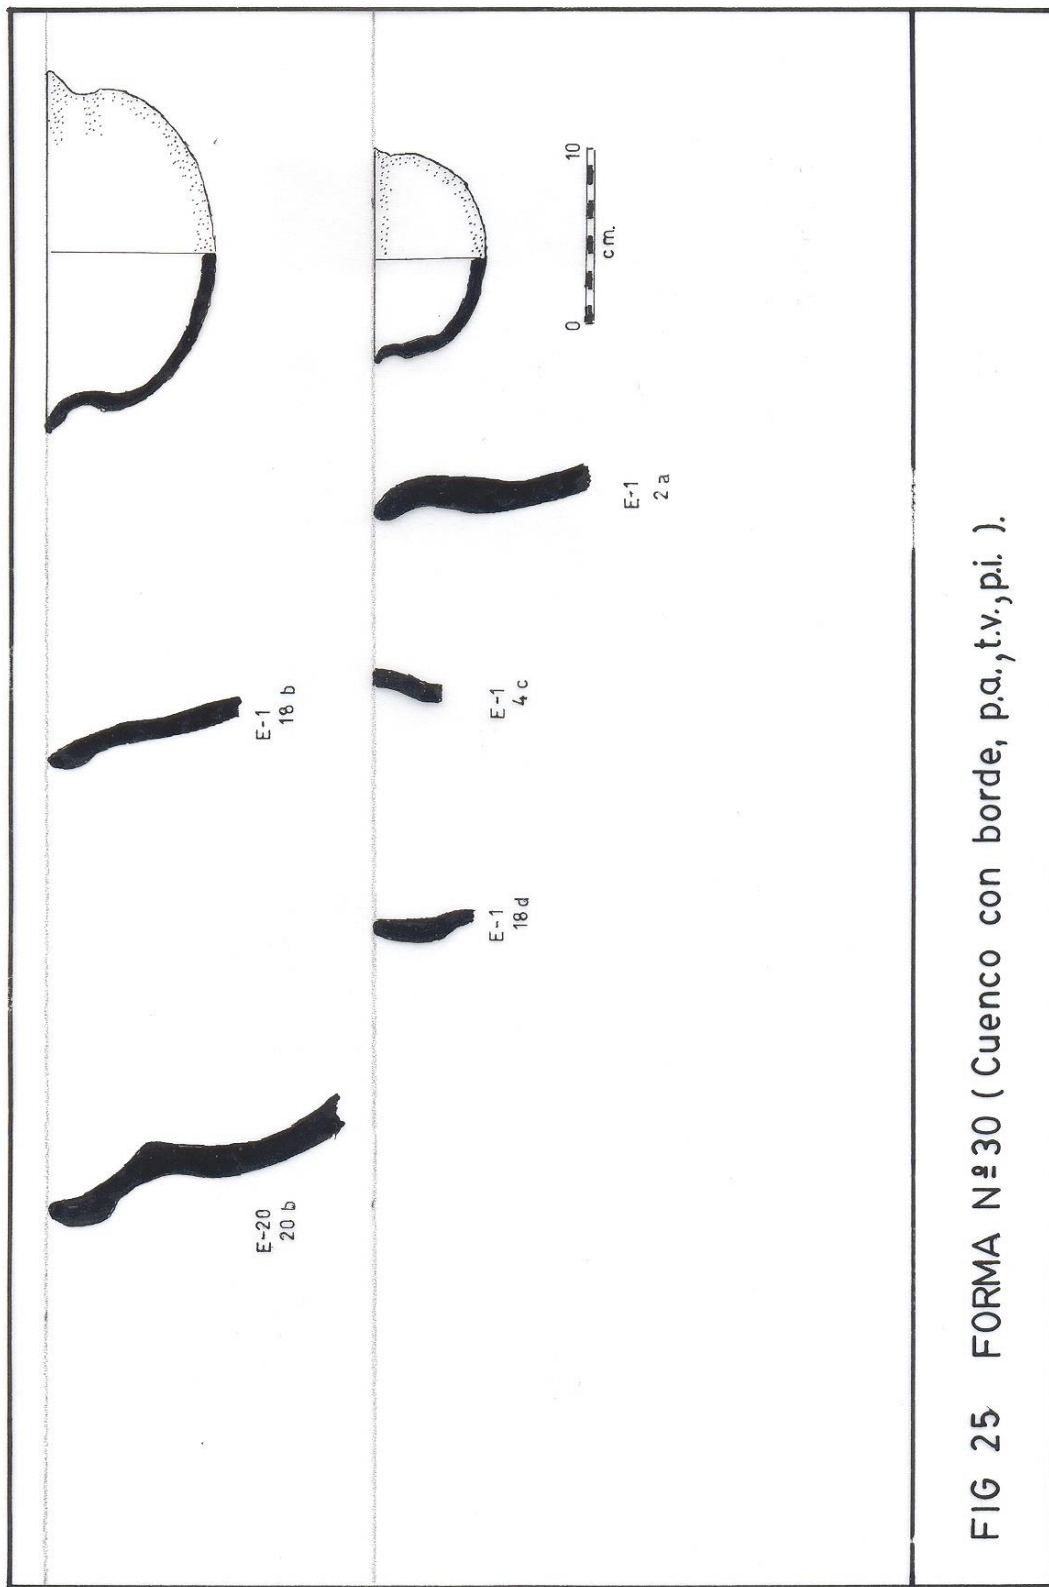 E-20
20 b
E-1
18 b
E-1
18 d
E-1
4 c
E-1
2 a
0 10
cm.
FIG 25 FORMA Nº 30 ( Cuenco con borde, p.a., t.v., p.i. ).